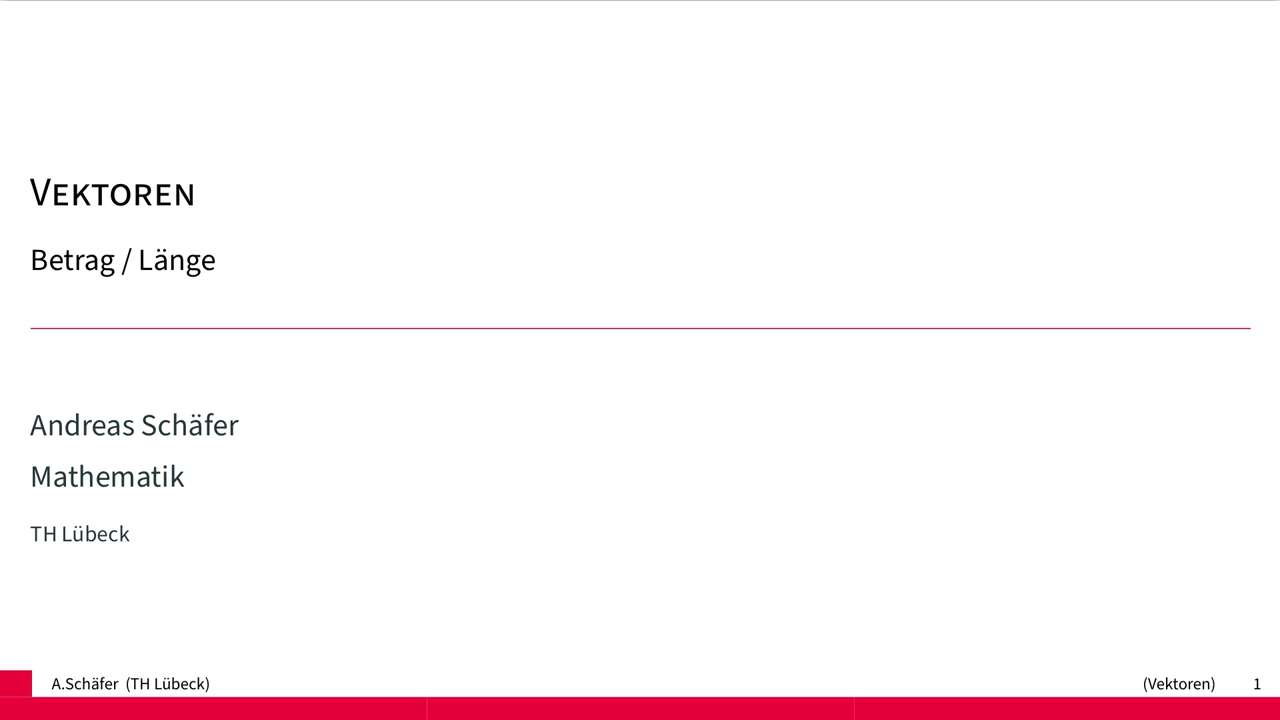 VEKTOREN
Betrag / Länge
Andreas Schäfer
Mathematik
TH Lübeck
A.Schäfer (TH Lübeck) (Vektoren) 1